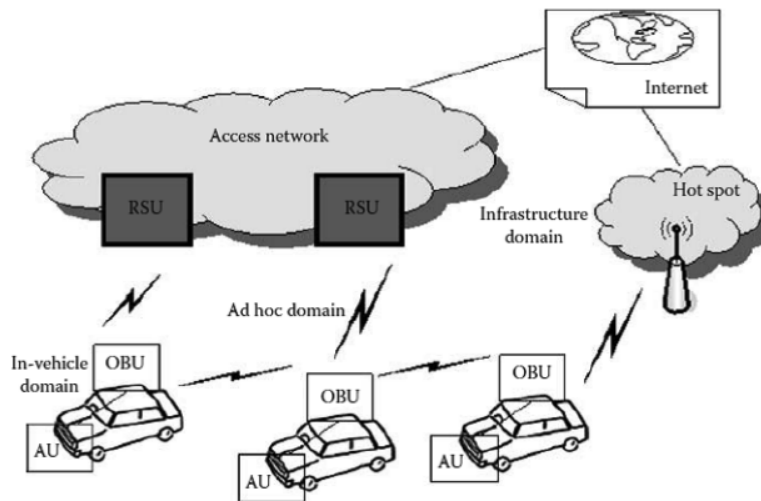 Internet
Access network
Hot spot
RSU
RSU
Infrastructure
domain
Ad hoc domain
In-vehicle
domain
OBU
OBU
OBU
AU
AU
AU